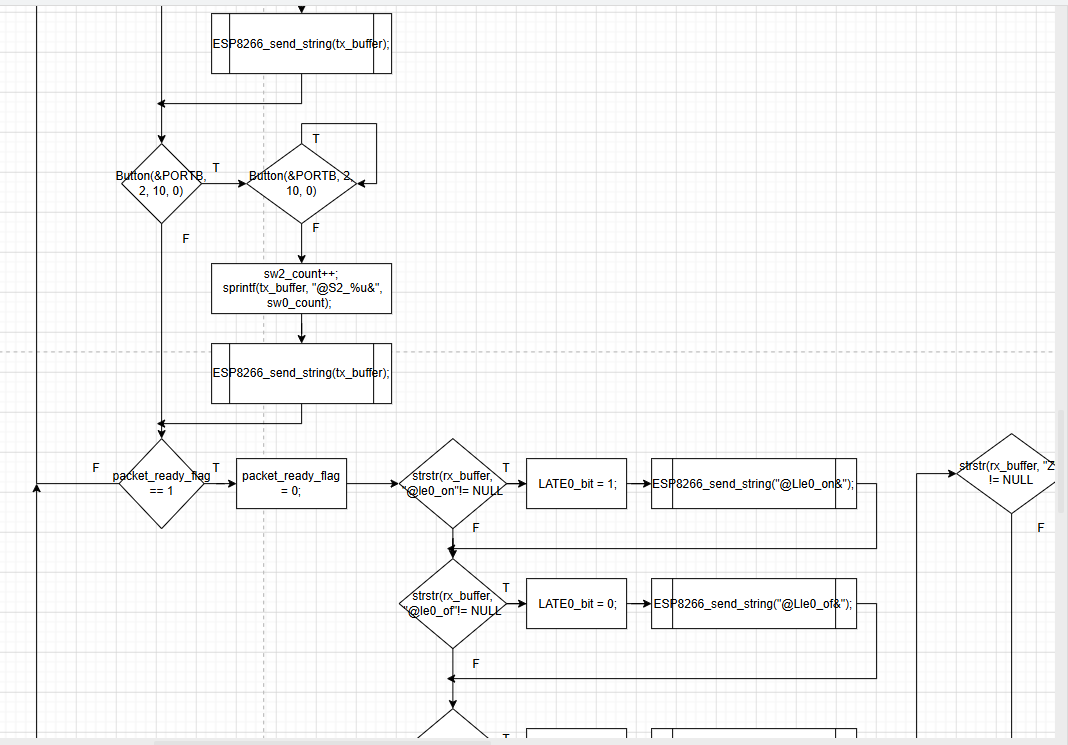 ESP8266_send_string(tx_buffer);
T
Button(&PORTB,
2, 10, 0)
T
Button(&PORTB, 2,
10, 0)
F
F
sw2_count++;
sprintf(tx_buffer, "@S2_%u&",
sw0_count);
ESP8266_send_string(tx_buffer);
F
packet_ready_flag
== 1
T
packet_ready_flag
= 0;
strstr(rx_buffer,
"@le0_on"!= NULL
T
LATE0_bit = 1;
ESP8266_send_string("@Lle0_on&");
strstr(rx_buffer, "Z
!= NULL
F
F
strstr(rx_buffer,
"@le0_of"!= NULL
T
LATE0_bit = 0;
ESP8266_send_string("@Lle0_of&");
F
T